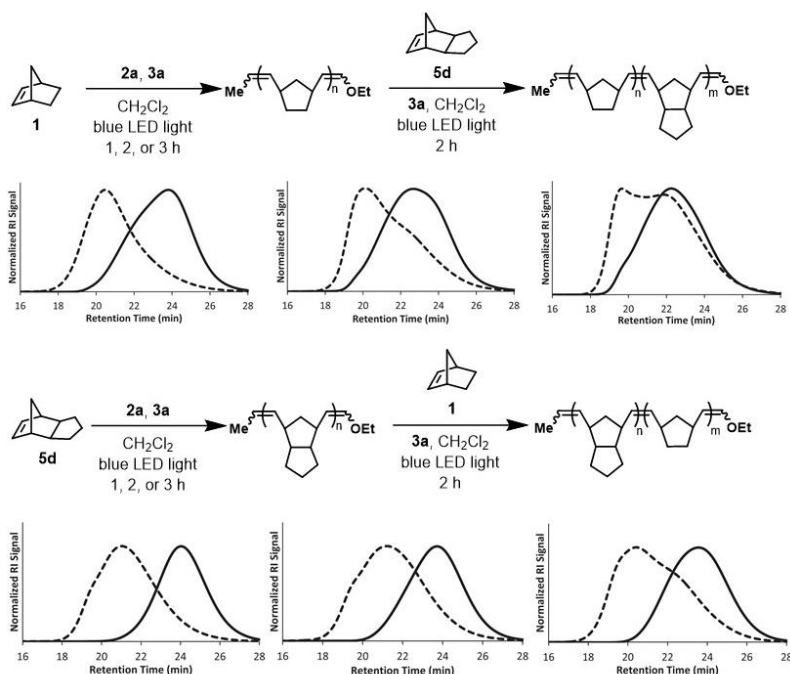 1
2a, 3a
CH2Cl2
blue LED light
1, 2, or 3 h
Me
n
OEt
5d
3a, CH2Cl2
blue LED light
2 h
Me
n
m
OEt
Normalized RI Signal
16 20 22 24 26 28
Retention Time (min)
Normalized RI Signal
16 18 20 22 24 26 28
Retention Time (min)
Normalized RI Signal
16 18 20 22 24 26 28
Retention Time (min)
5d
2a, 3a
CH2Cl2
blue LED light
1, 2, or 3 h
Me
n
OEt
1
3a, CH2Cl2
blue LED light
2 h
Me
n
m
OEt
Normalized RI Signal
16 18 20 22 24 26 28
Retention Time (min)
Normalized RI Signal
16 18 20 22 24 26 28
Retention Time (min)
Normalized RI Signal
16 18 20 22 24 26 28
Retention Time (min)